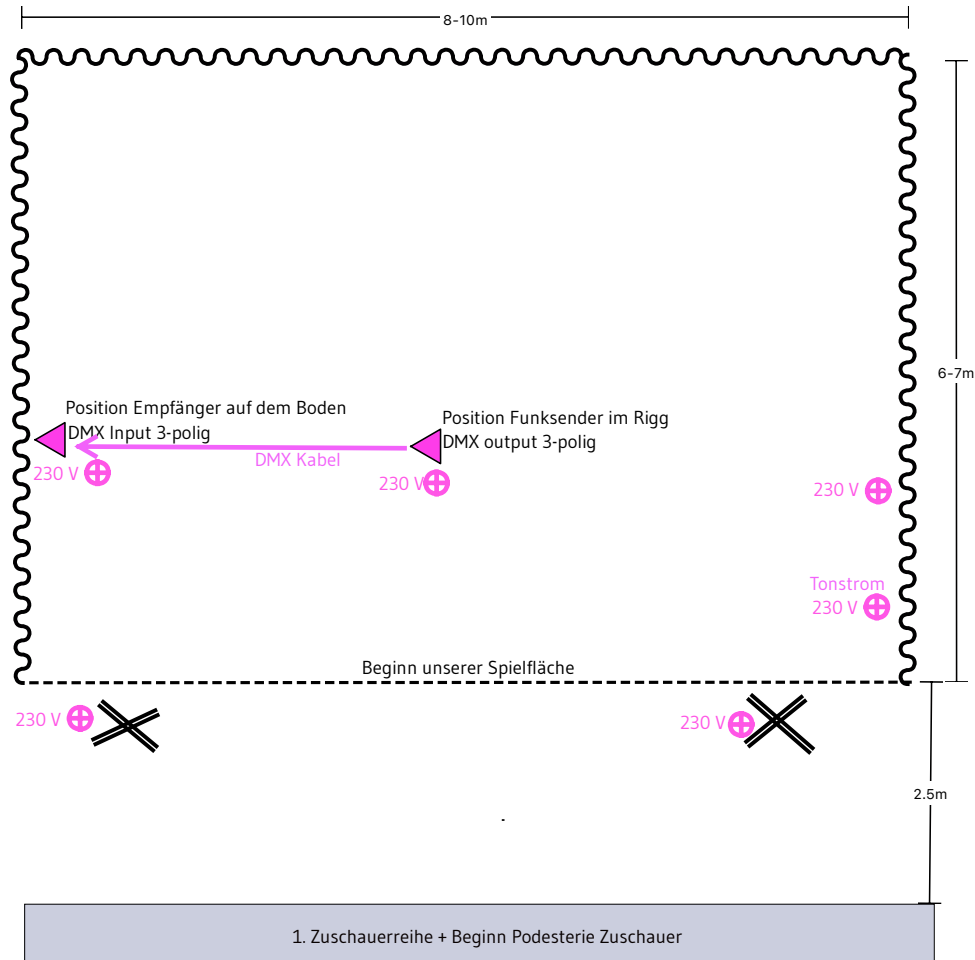 8-10m
6-7m
Position Empfänger auf dem Boden
DMX Input 3-polig
Position Funksender im Rigg
DMX output 3-polig
DMX Kabel
230 V
230 V
230 V
Tonstrom
230 V
Beginn unserer Spielfläche
230 V
230 V
2.5m
1. Zuschauerreihe + Beginn Podesterie Zuschauer